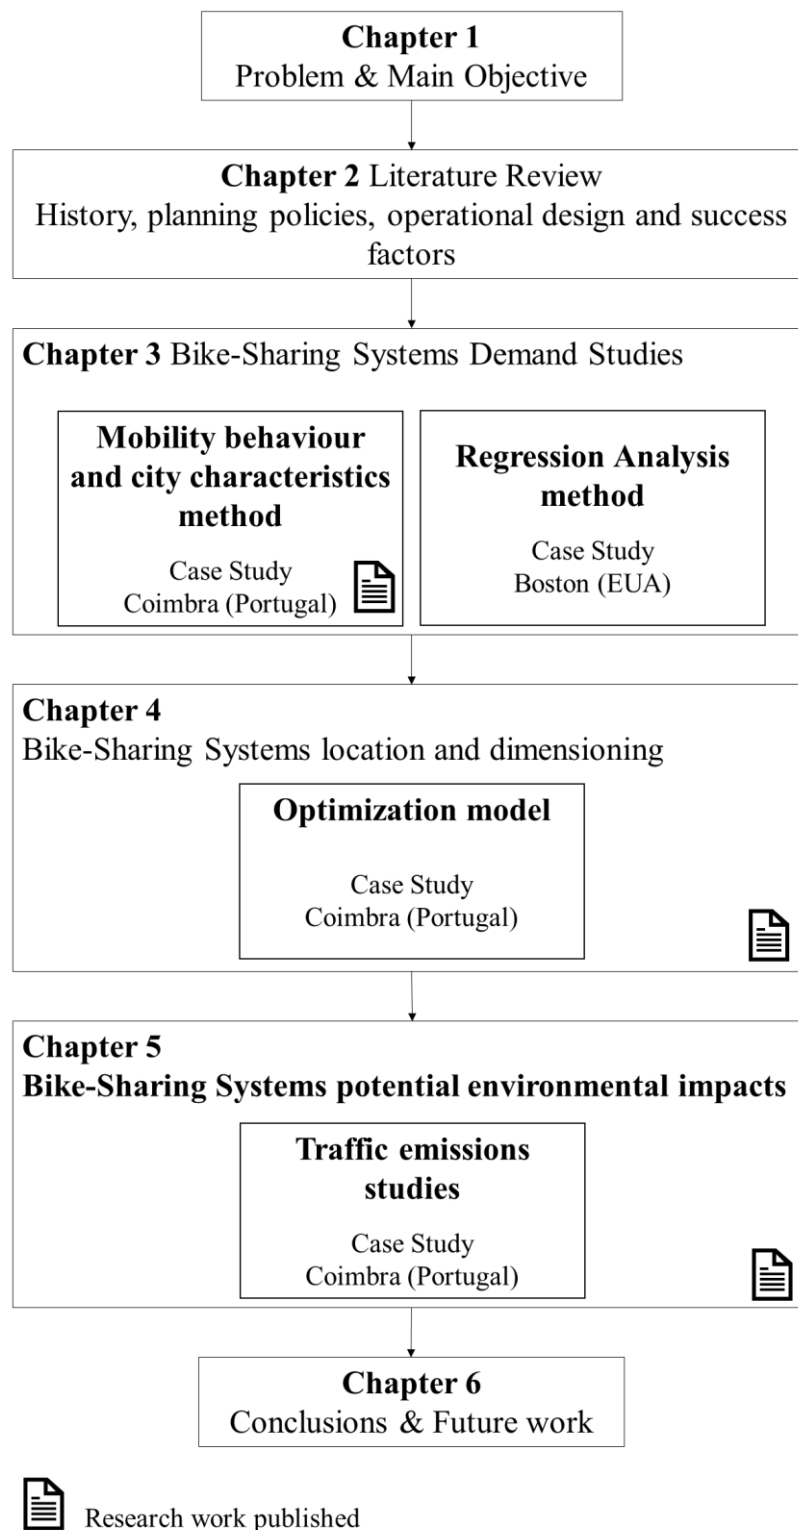 Chapter 1
Problem & Main Objective
Chapter 2 Literature Review
History, planning policies, operational design and success
factors
Chapter 3 Bike-Sharing Systems Demand Studies
Mobility behaviour
and city characteristics
method
Case Study
Coimbra (Portugal)
Regression Analysis
method
Case Study
Boston (EUA)
Chapter 4
Bike-Sharing Systems location and dimensioning
Optimization model
Case Study
Coimbra (Portugal)
Chapter 5
Bike-Sharing Systems potential environmental impacts
Traffic emissions
studies
Case Study
Coimbra (Portugal)
Chapter 6
Conclusions & Future work
Research work published